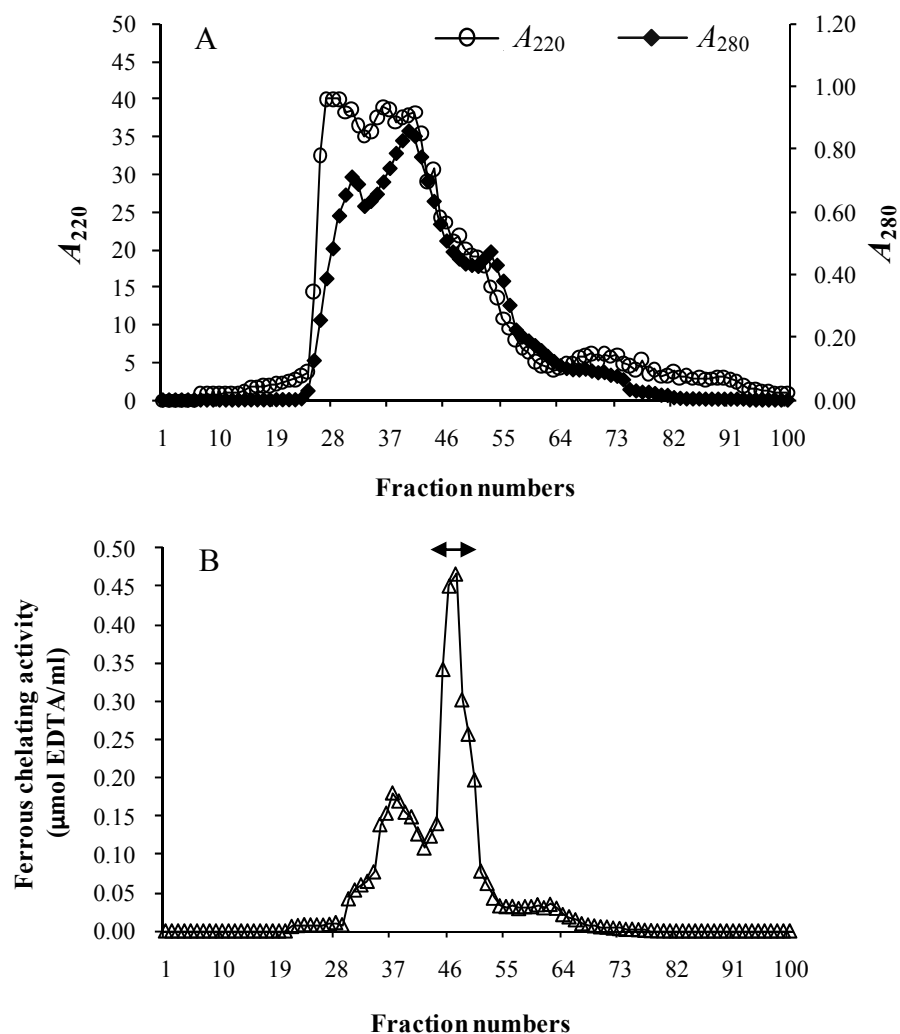 A
A220
A280
50
45
40
35
30
25
20
15
10
5
0
A220
1.20
1.00
0.80
0.60
0.40
0.20
0.00
A280
1 10 19 28 37 46 55 64 73 82 91 100
Fraction numbers
B
0.50
0.45
0.40
0.35
0.30
0.25
0.20
0.15
0.10
0.05
0.00
Ferrous chelating activity
(µmol EDTA/ml)
1 10 19 28 37 46 55 64 73 82 91 100
Fraction numbers